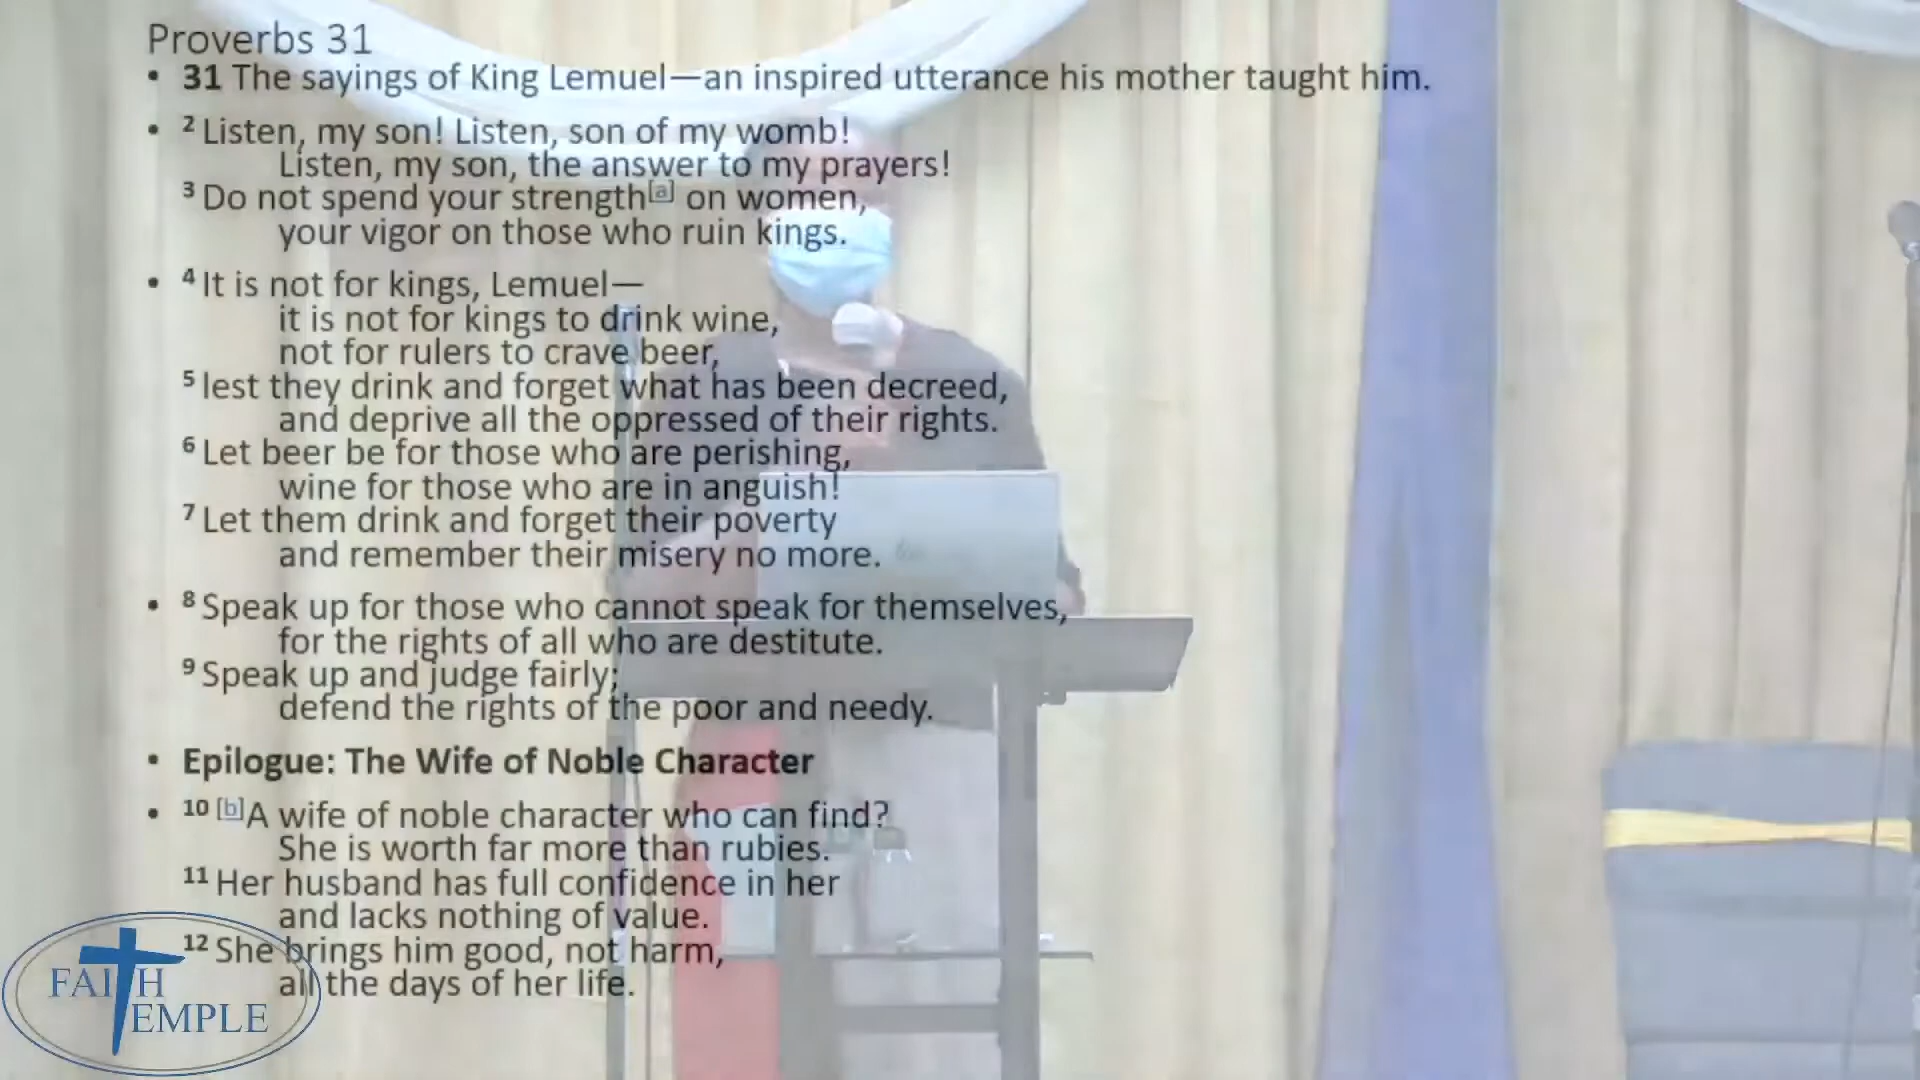 Proverbs 31
• 31 The sayings of King Lemuel—an inspired utterance his mother taught him.
• 2 Listen, my son! Listen, son of my womb!
Listen, my son, the answer to my prayers!
3 Do not spend your strength[a] on women,
your vigor on those who ruin kings.
• 4 It is not for kings, Lemuel—
it is not for kings to drink wine,
not for rulers to crave beer,
5 lest they drink and forget what has been decreed,
and deprive all the oppressed of their rights.
6 Let beer be for those who are perishing,
wine for those who are in anguish!
7 Let them drink and forget their poverty
and remember their misery no more.
• 8 Speak up for those who cannot speak for themselves,
for the rights of all who are destitute.
9 Speak up and judge fairly;
defend the rights of the poor and needy.
• Epilogue: The Wife of Noble Character
• 10 [b]A wife of noble character who can find?
She is worth far more than rubies.
11 Her husband has full confidence in her
and lacks nothing of value.
12 She brings him good, not harm,
all the days of her life.
FAITH
TEMPLE